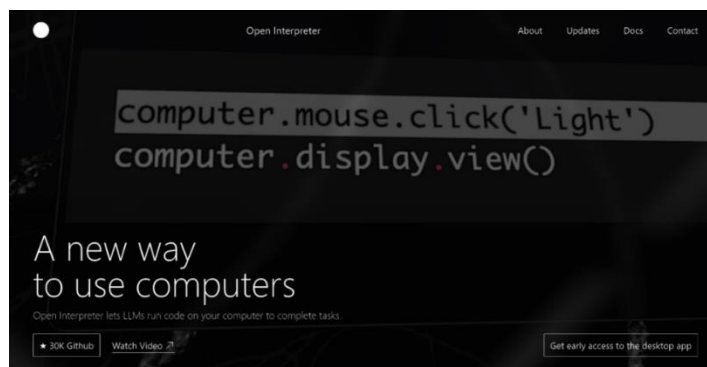 Open Interpreter
About Updates Docs Contact
computer.mouse.click('Light')
computer.display.view()
A new way
to use computers
Open Interpreter lets LLMs run code on your computer to complete tasks.
★ 30K Github
Watch Video ↗
Get early access to the desktop app